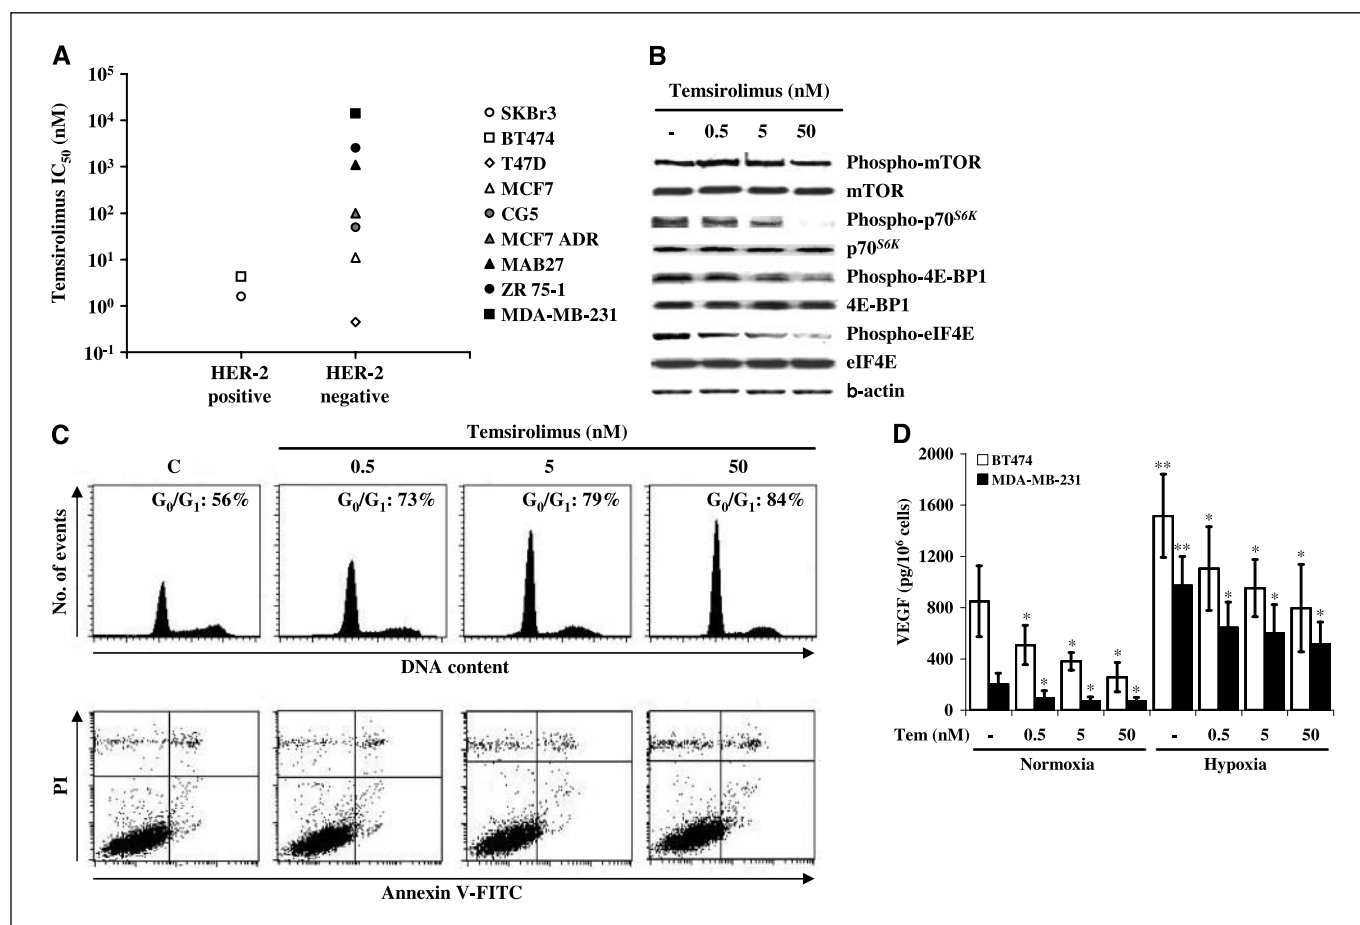 A
Temsirolimus IC50 (nM)
10^5
10^4
10^3
10^2
10^1
10^0
10^-1
HER-2 positive
HER-2 negative
SKBr3
BT474
T47D
MCF7
CG5
MCF7 ADR
MAB27
ZR 75-1
MDA-MB-231
B
Temsirolimus (nM)
- 0.5 5 50
Phospho-mTOR
mTOR
Phospho-p70^S6K
p70^S6K
Phospho-4E-BP1
4E-BP1
Phospho-eIF4E
eIF4E
b-actin
C
Temsirolimus (nM)
C 0.5 5 50
No. of events
G0/G1: 56%
G0/G1: 73%
G0/G1: 79%
G0/G1: 84%
DNA content
PI
Annexin V-FITC
D
VEGF (pg/10^6 cells)
2000
1600
1200
800
400
0
BT474
MDA-MB-231
* * * * * * ** ** * * * * * *
Tem (nM) - 0.5 5 50 - 0.5 5 50
Normoxia Hypoxia